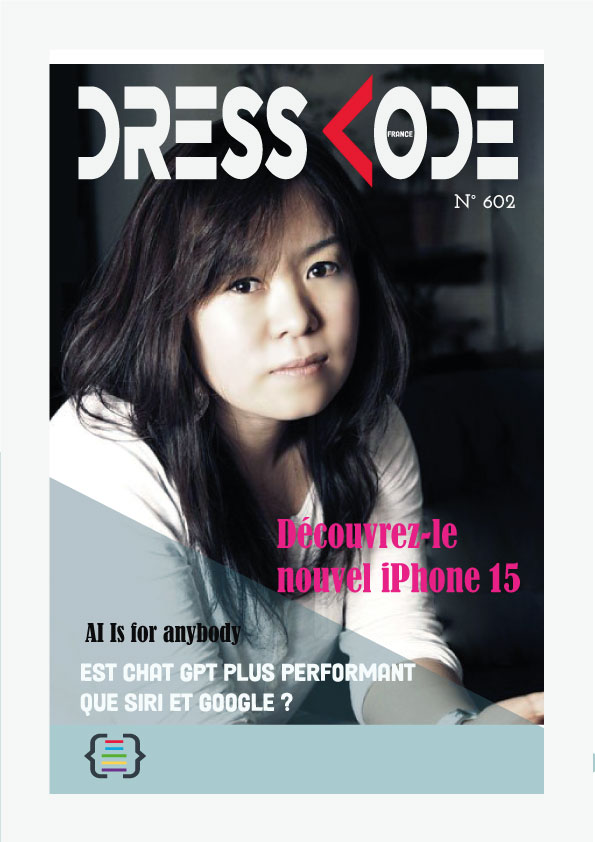 DRESS CODE
FRANCE
N° 602
Découvrez-le
nouvel iPhone 15
AI Is for anybody
EST CHAT GPT PLUS PERFORMANT
QUE SIRI ET GOOGLE ?